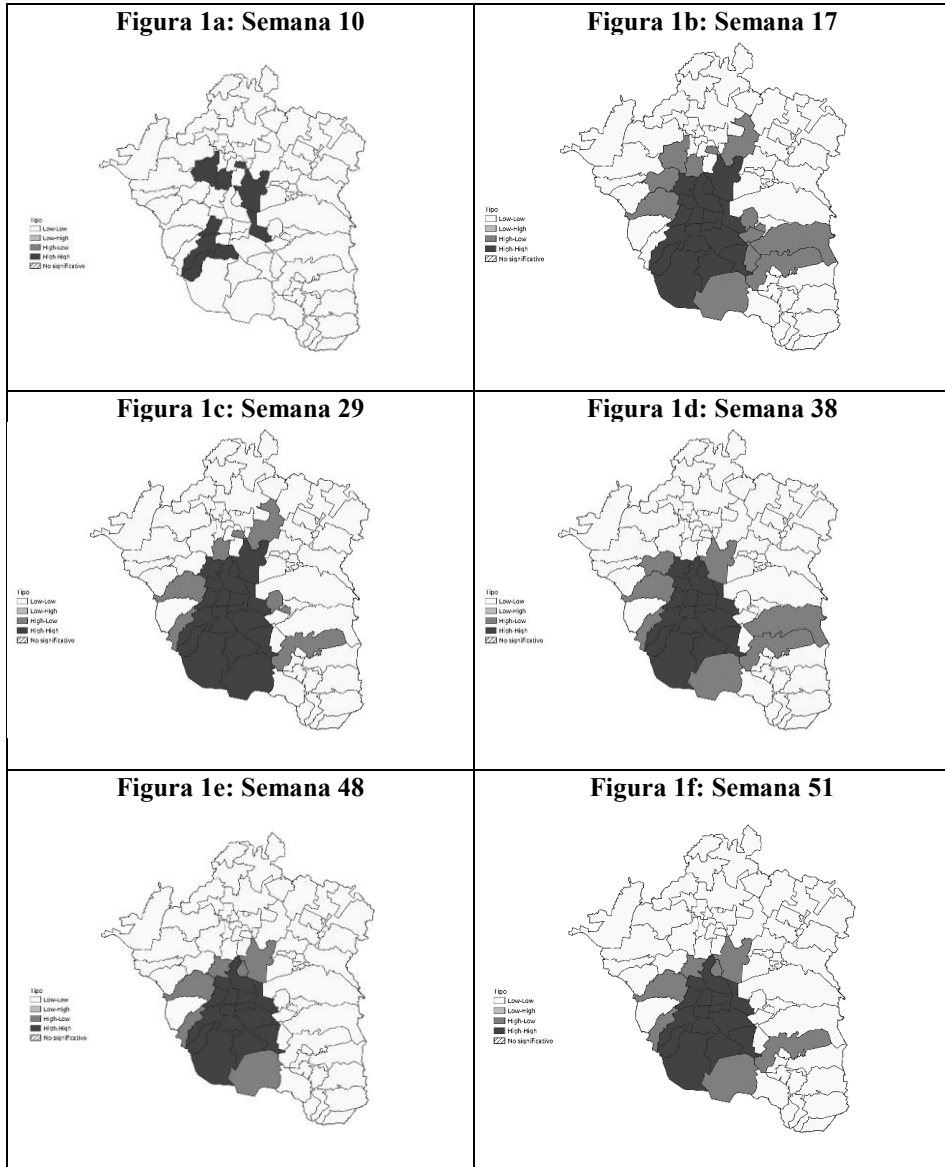 Figura 1a: Semana 10
Figura 1b: Semana 17
Tipo
Low-Low
Low-High
High-Low
High-High
No significativo
Tipo
Low-Low
Low-High
High-Low
High-High
No significativo
Figura 1c: Semana 29
Figura 1d: Semana 38
Tipo
Low-Low
Low-High
High-Low
High-High
No significativo
Tipo
Low-Low
Low-High
High-Low
High-High
No significativo
Figura 1e: Semana 48
Figura 1f: Semana 51
Tipo
Low-Low
Low-High
High-Low
High-High
No significativo
Tipo
Low-Low
Low-High
High-Low
High-High
No significativo